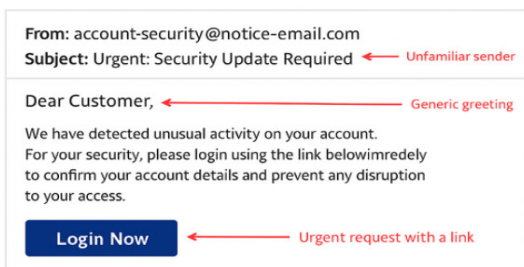 From: account-security@notice-email.com
Subject: Urgent: Security Update Required Unfamiliar sender
Dear Customer, Generic greeting
We have detected unusual activity on your account.
For your security, please login using the link belowimredely
to confirm your account details and prevent any disruption
to your access.
Login Now Urgent request with a link